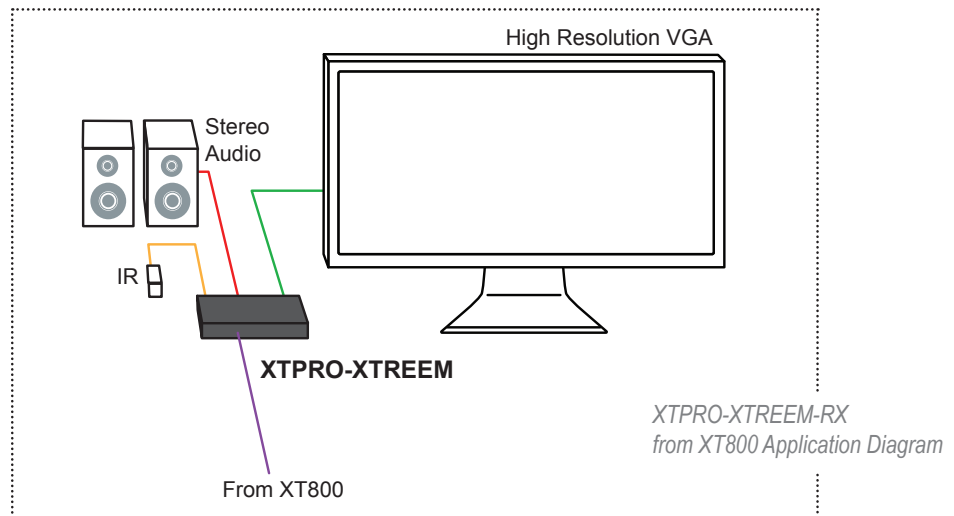 High Resolution VGA
Stereo
Audio
IR
XTPRO-XTREEM
XTPRO-XTREEM-RX
from XT800 Application Diagram
From XT800